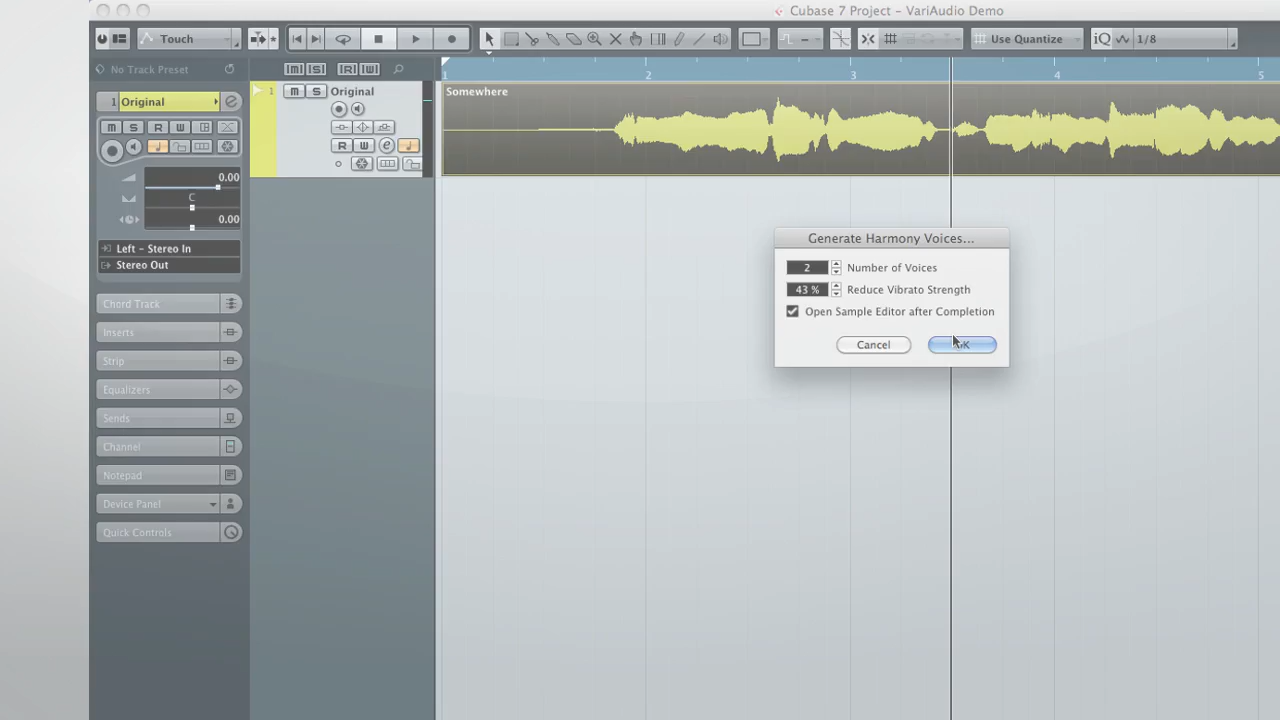 Cubase 7 Project - VariAudio Demo
Touch
Use Quantize
iQ
1/8
No Track Preset
M S R W
1 2 3 4 5
1 Original
1 M S Original
Somewhere
M S R W
R W e
0.00
C
0.00
Left - Stereo In
Stereo Out
Chord Track
Inserts
Strip
Equalizers
Sends
Channel
Notepad
Device Panel
Quick Controls
Generate Harmony Voices...
2 Number of Voices
43 % Reduce Vibrato Strength
Open Sample Editor after Completion
Cancel OK